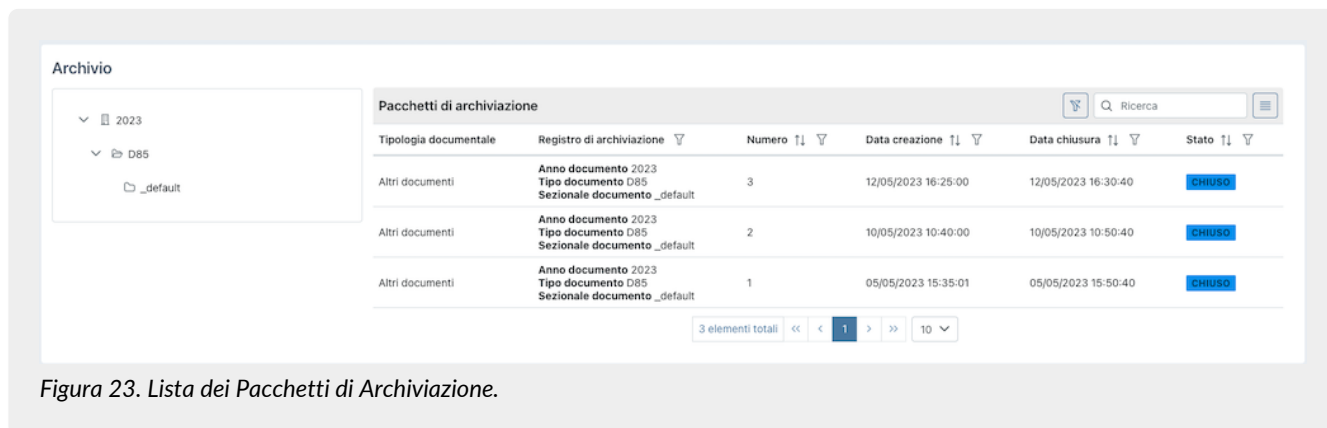 Archivio
2023
D85
_default
Pacchetti di archiviazione
Ricerca
Tipologia documentale Registro di archiviazione Numero Data creazione Data chiusura Stato
Anno documento 2023
Altri documenti Tipo documento D85 3 12/05/2023 16:25:00 12/05/2023 16:30:40 CHIUSO
Sezionale documento _default
Anno documento 2023
Altri documenti Tipo documento D85 2 10/05/2023 10:40:00 10/05/2023 10:50:40 CHIUSO
Sezionale documento _default
Anno documento 2023
Altri documenti Tipo documento D85 1 05/05/2023 15:35:01 05/05/2023 15:50:40 CHIUSO
Sezionale documento _default
3 elementi totali « ‹ 1 › » 10
Figura 23. Lista dei Pacchetti di Archiviazione.